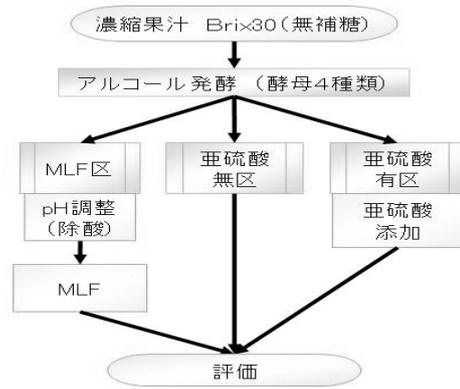 濃縮果汁 Brix30(無補糖)
アルコール発酵 (酵母4種類)
MLF区
亜硫酸
無区
亜硫酸
有区
pH調整
(除酸)
亜硫酸
添加
MLF
評価